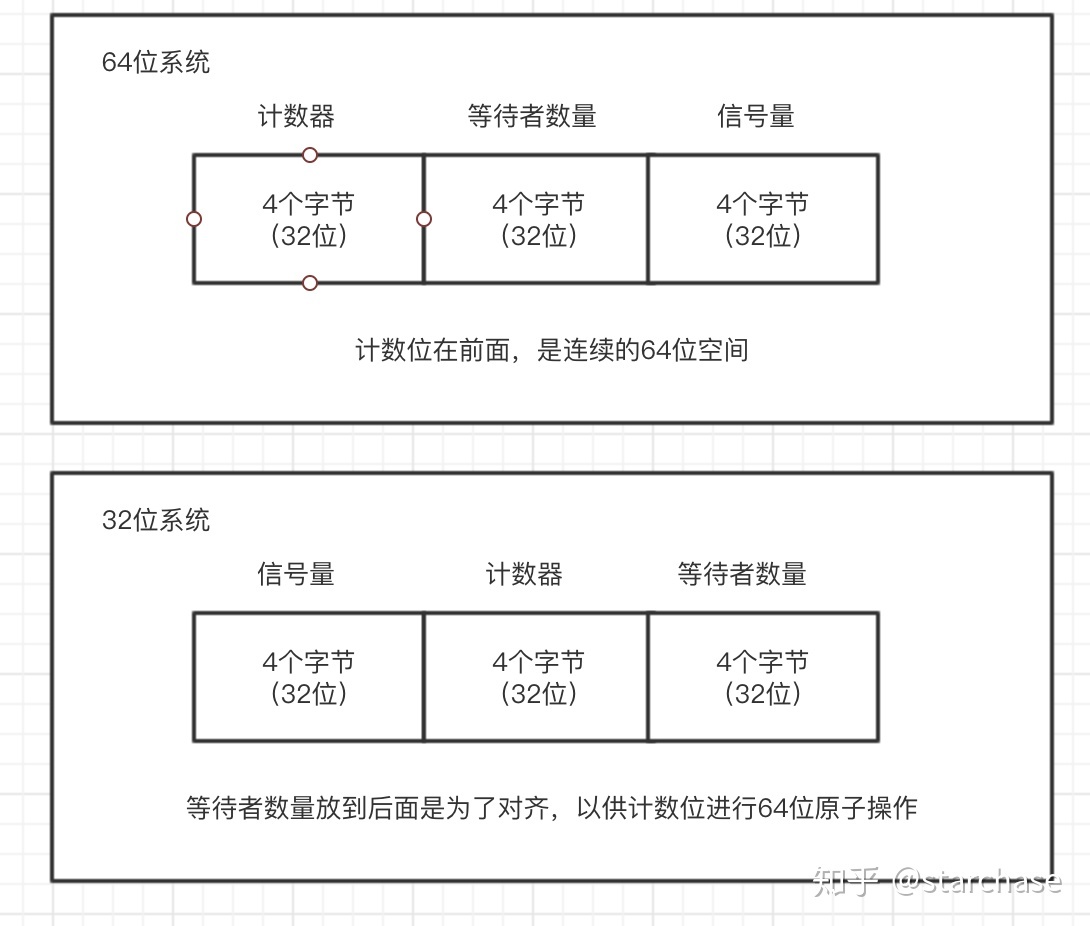 64位系统
计数器 等待者数量 信号量
4个字节 4个字节 4个字节
(32位) (32位) (32位)
计数位在前面，是连续的64位空间
32位系统
信号量 计数器 等待者数量
4个字节 4个字节 4个字节
(32位) (32位) (32位)
等待者数量放到后面是为了对齐，以供计数位进行64位原子操作
知乎 @starchase